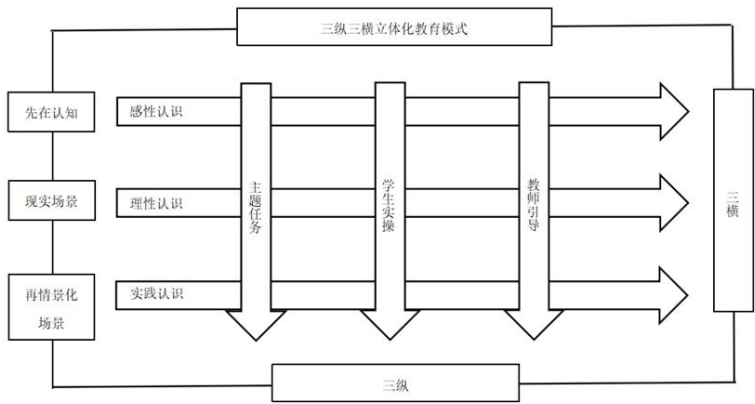 三纵三横立体化教育模式
先在认知
感性认识
现实场景
理性认识
再情景化
场景
实践认识
主题任务
学生实操
教师引导
三横
三纵